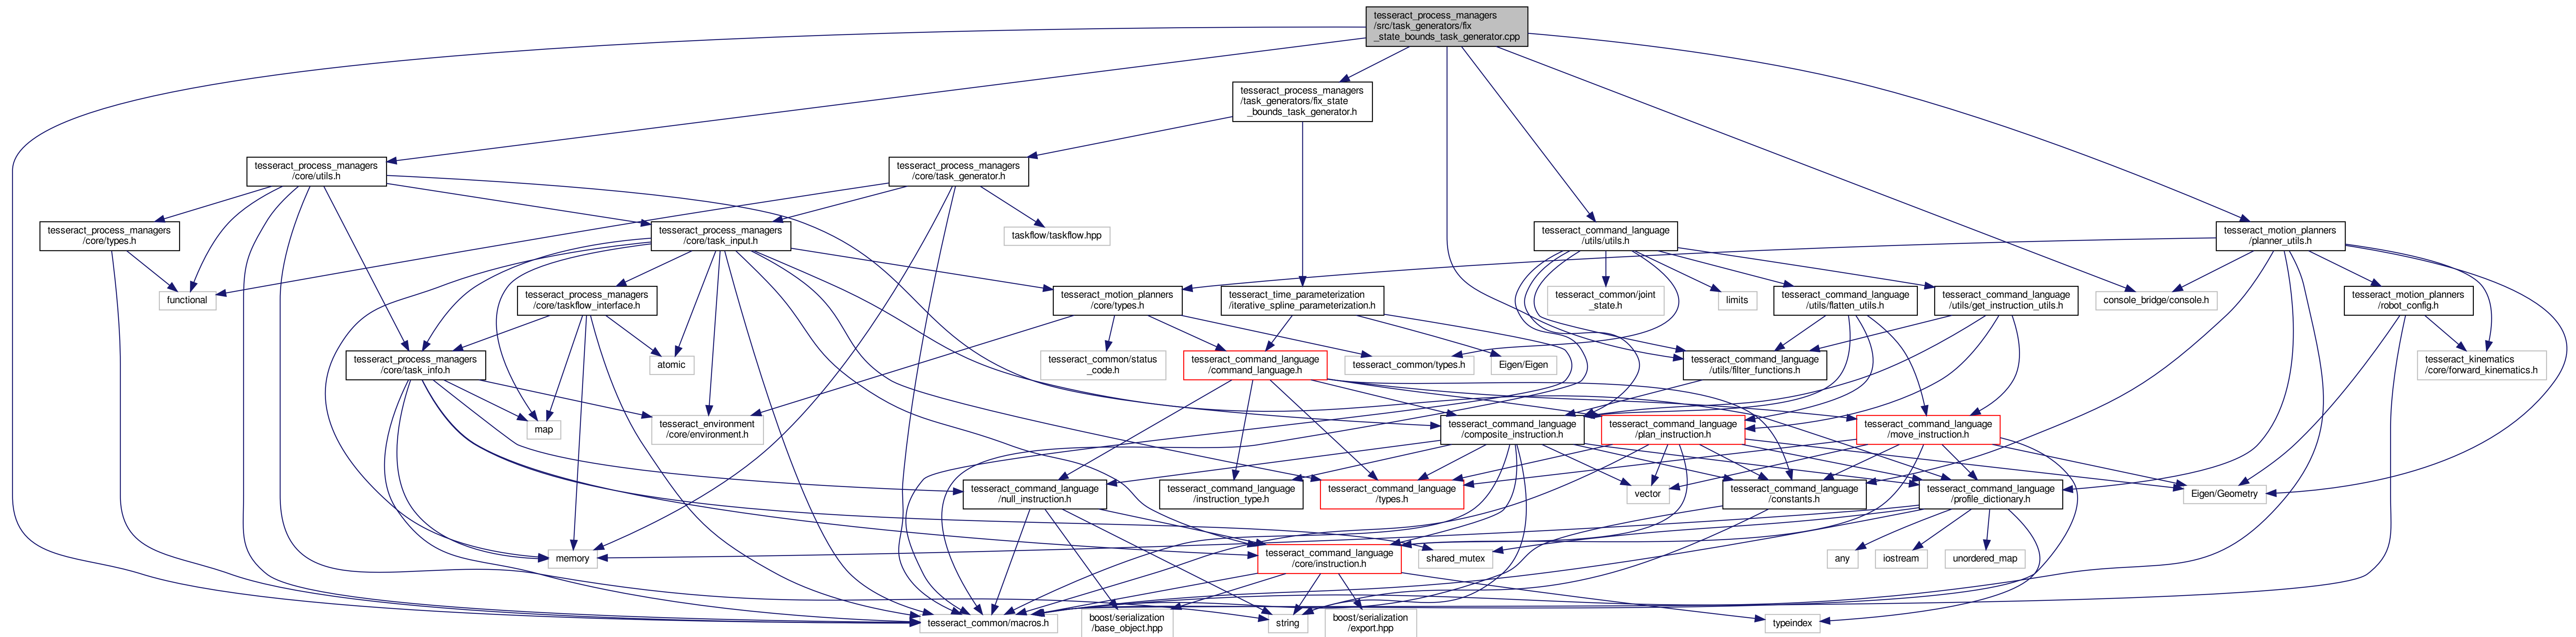 tesseract_process_managers
/src/task_generators/fix
_state_bounds_task_generator.cpp
tesseract_process_managers
/task_generators/fix_state
_bounds_task_generator.h
tesseract_process_managers
/core/utils.h
tesseract_process_managers
/core/task_generator.h
tesseract_process_managers
/core/types.h
tesseract_process_managers
/core/task_input.h
taskflow/taskflow.hpp
tesseract_command_language
/utils/utils.h
tesseract_motion_planners
/planner_utils.h
functional
tesseract_process_managers
/core/taskflow_interface.h
tesseract_motion_planners
/core/types.h
tesseract_time_parameterization
/iterative_spline_parameterization.h
tesseract_common/joint
_state.h
limits
tesseract_command_language
/utils/flatten_utils.h
tesseract_command_language
/utils/get_instruction_utils.h
console_bridge/console.h
tesseract_motion_planners
/robot_config.h
tesseract_process_managers
/core/task_info.h
atomic
tesseract_common/status
_code.h
tesseract_command_language
/command_language.h
tesseract_common/types.h
Eigen/Eigen
tesseract_command_language
/utils/filter_functions.h
tesseract_kinematics
/core/forward_kinematics.h
map
tesseract_environment
/core/environment.h
tesseract_command_language
/composite_instruction.h
tesseract_command_language
/plan_instruction.h
tesseract_command_language
/move_instruction.h
tesseract_command_language
/null_instruction.h
tesseract_command_language
/instruction_type.h
tesseract_command_language
/types.h
vector
tesseract_command_language
/constants.h
tesseract_command_language
/profile_dictionary.h
Eigen/Geometry
memory
tesseract_command_language
/core/instruction.h
shared_mutex
any
iostream
unordered_map
tesseract_common/macros.h
boost/serialization
/base_object.hpp
string
boost/serialization
/export.hpp
typeindex